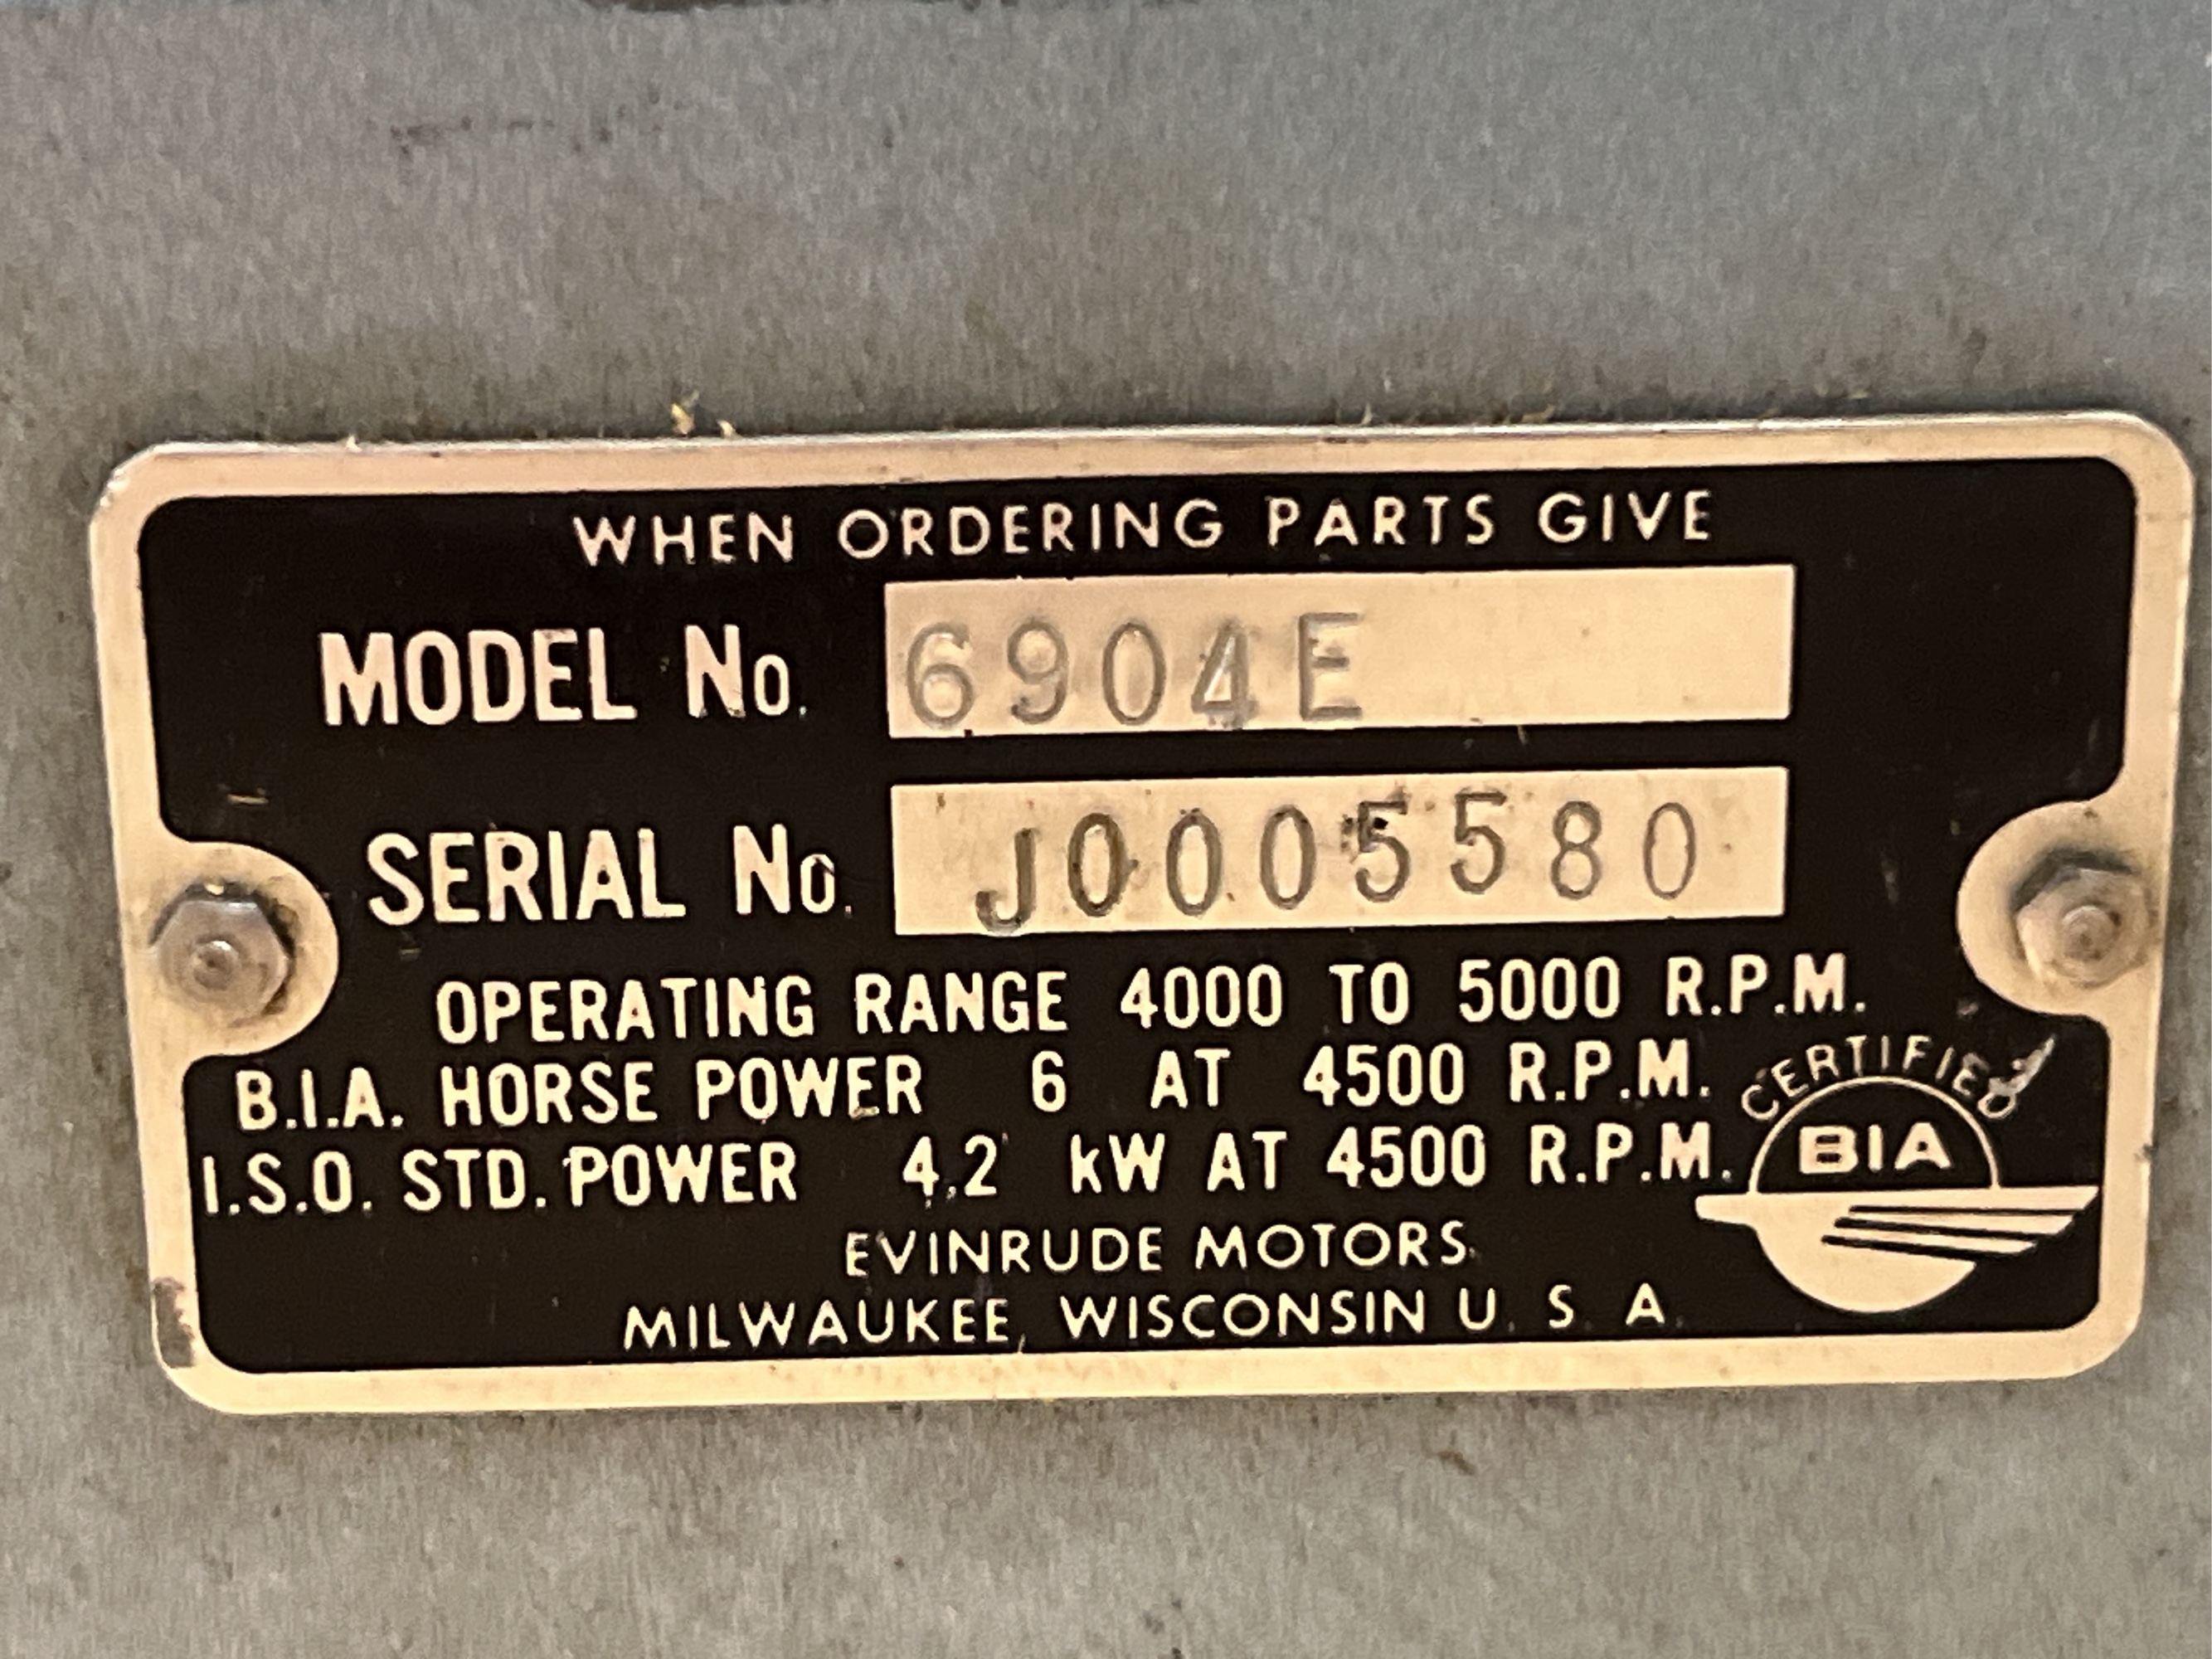 WHEN ORDERING PARTS GIVE
MODEL No. 6904E
SERIAL No. J0005580
OPERATING RANGE 4000 TO 5000 R.P.M.
B.I.A. HORSE POWER 6 AT 4500 R.P.M.
I.S.O. STD. POWER 4.2 kW AT 4500 R.P.M.
CERTIFIED
BIA
EVINRUDE MOTORS
MILWAUKEE, WISCONSIN U. S. A.